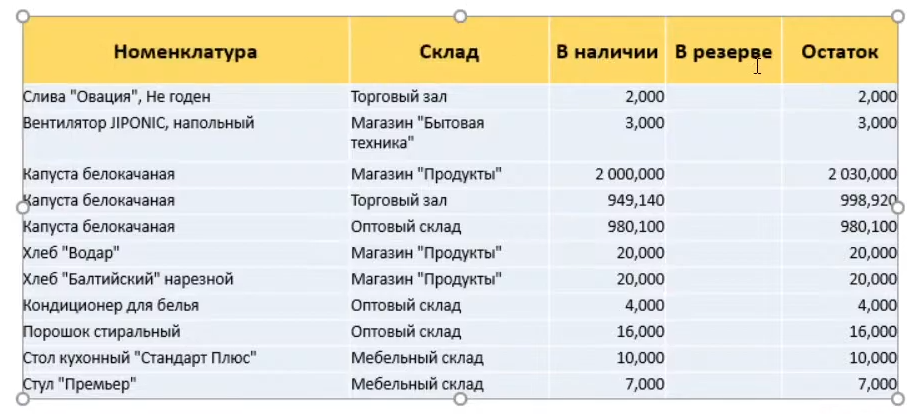 Номенклатура Склад В наличии В резерве Остаток
Слива "Овация", Не годен Торговый зал 2,000 2,000
Вентилятор JIPONIC, напольный Магазин "Бытовая 3,000 3,000
техника"
Капуста белокачаная Магазин "Продукты" 2 000,000 2 030,000
Капуста белокачаная Торговый зал 949,140 998,920
Капуста белокачаная Оптовый склад 980,100 980,100
Хлеб "Водар" Магазин "Продукты" 20,000 20,000
Хлеб "Балтийский" нарезной Магазин "Продукты" 20,000 20,000
Кондиционер для белья Оптовый склад 4,000 4,000
Порошок стиральный Оптовый склад 16,000 16,000
Стол кухонный "Стандарт Плюс" Мебельный склад 10,000 10,000
Стул "Премьер" Мебельный склад 7,000 7,000